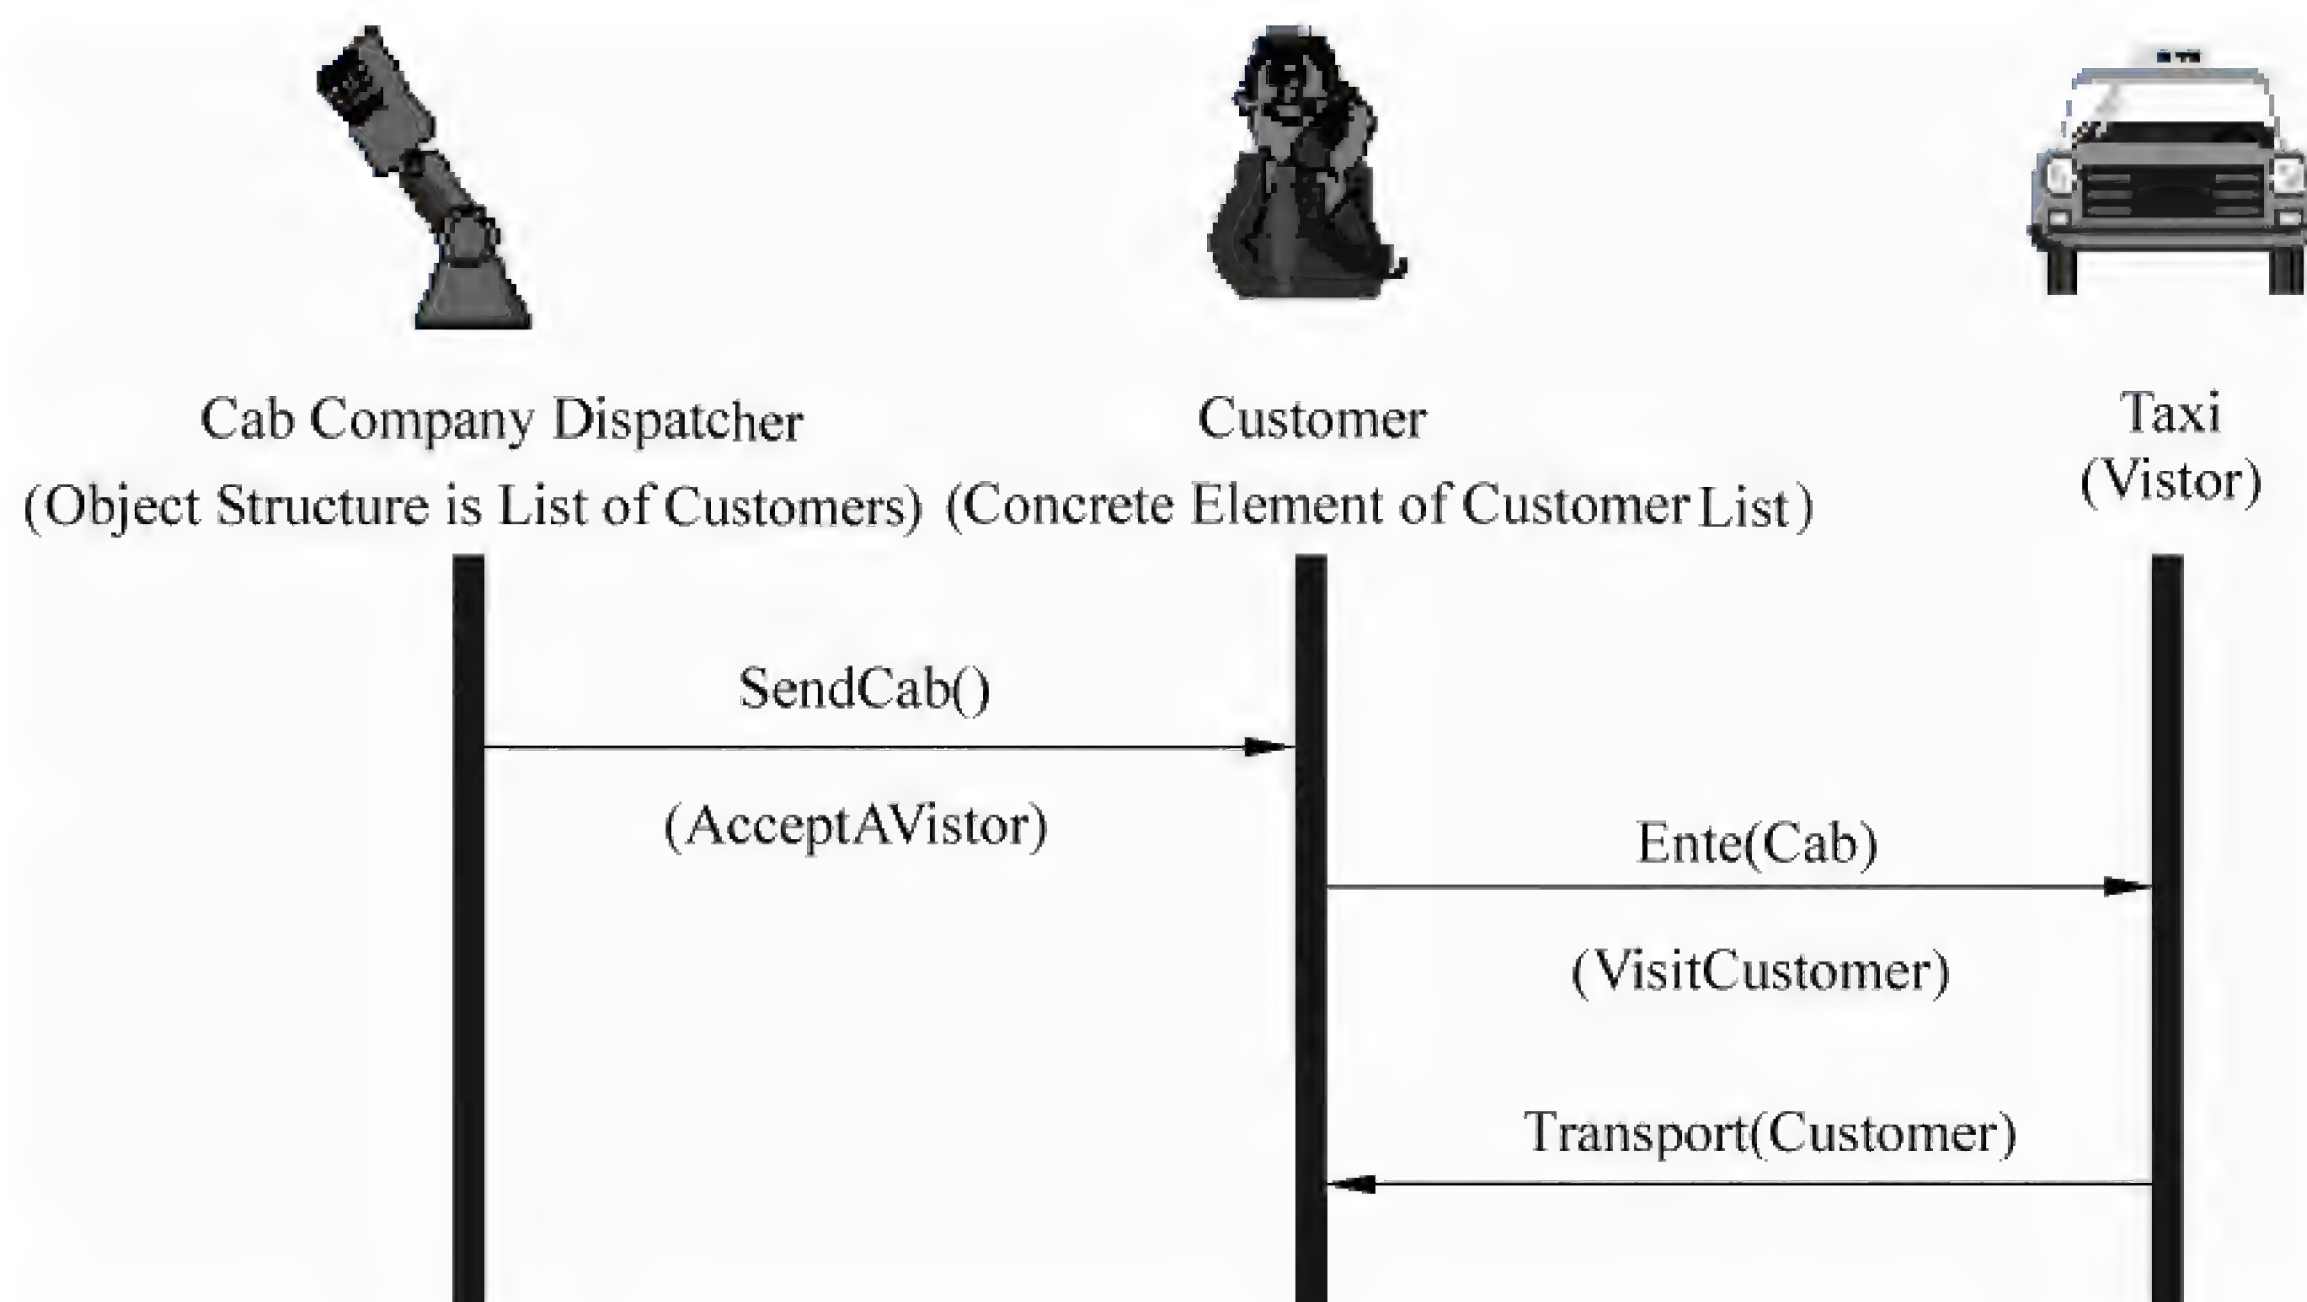 Cab Company Dispatcher
(Object Structure is List of Customers)
Customer
(Concrete Element of Customer List)
Taxi
(Vistor)
SendCab()
(AcceptAVistor)
Ente(Cab)
(VisitCustomer)
Transport(Customer)